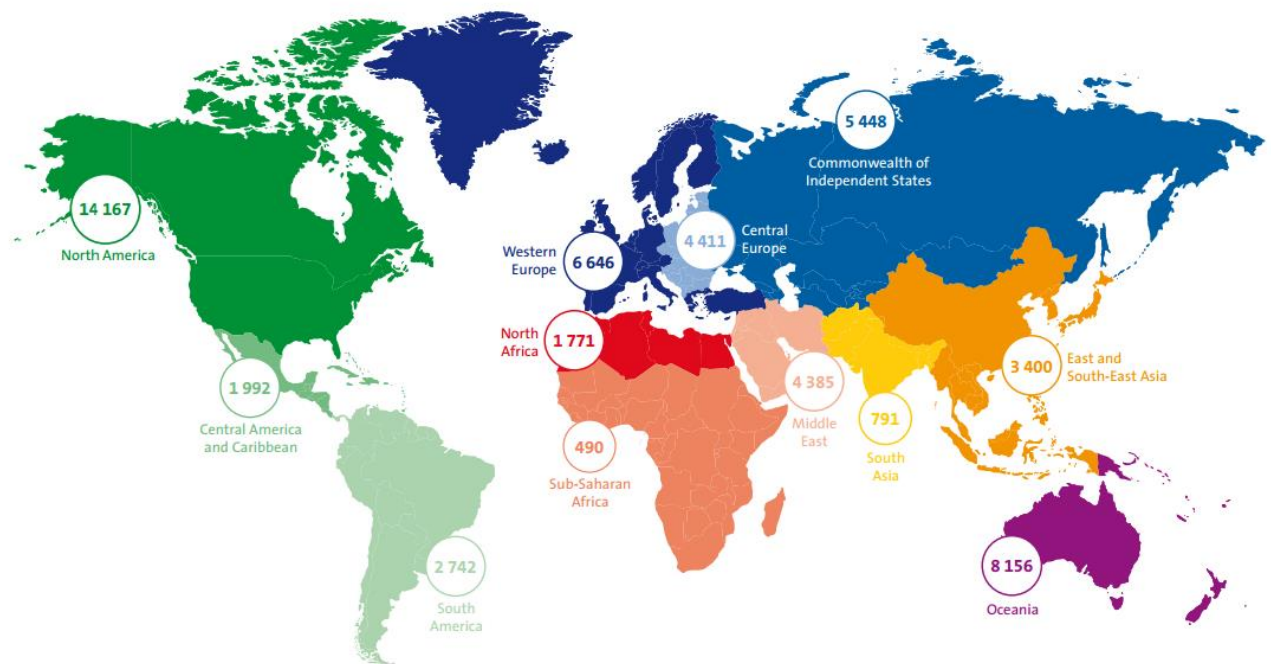 5 448
Commonwealth of
Independent States
14 167
North America
Western
Europe
6 646
4 411
Central
Europe
North
Africa
1 771
1 992
Central America
and Caribbean
4 385
Middle
East
3 400
East and
South-East Asia
791
South
Asia
490
Sub-Saharan
Africa
2 742
South
America
8 156
Oceania